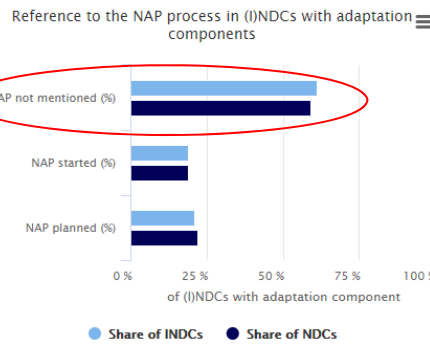 Reference to the NAP process in (I)NDCs with adaptation
components
AP not mentioned (%)
NAP started (%)
NAP planned (%)
0 % 25 % 50 % 75 % 100 %
of (I)NDCs with adaptation component
Share of INDCs Share of NDCs